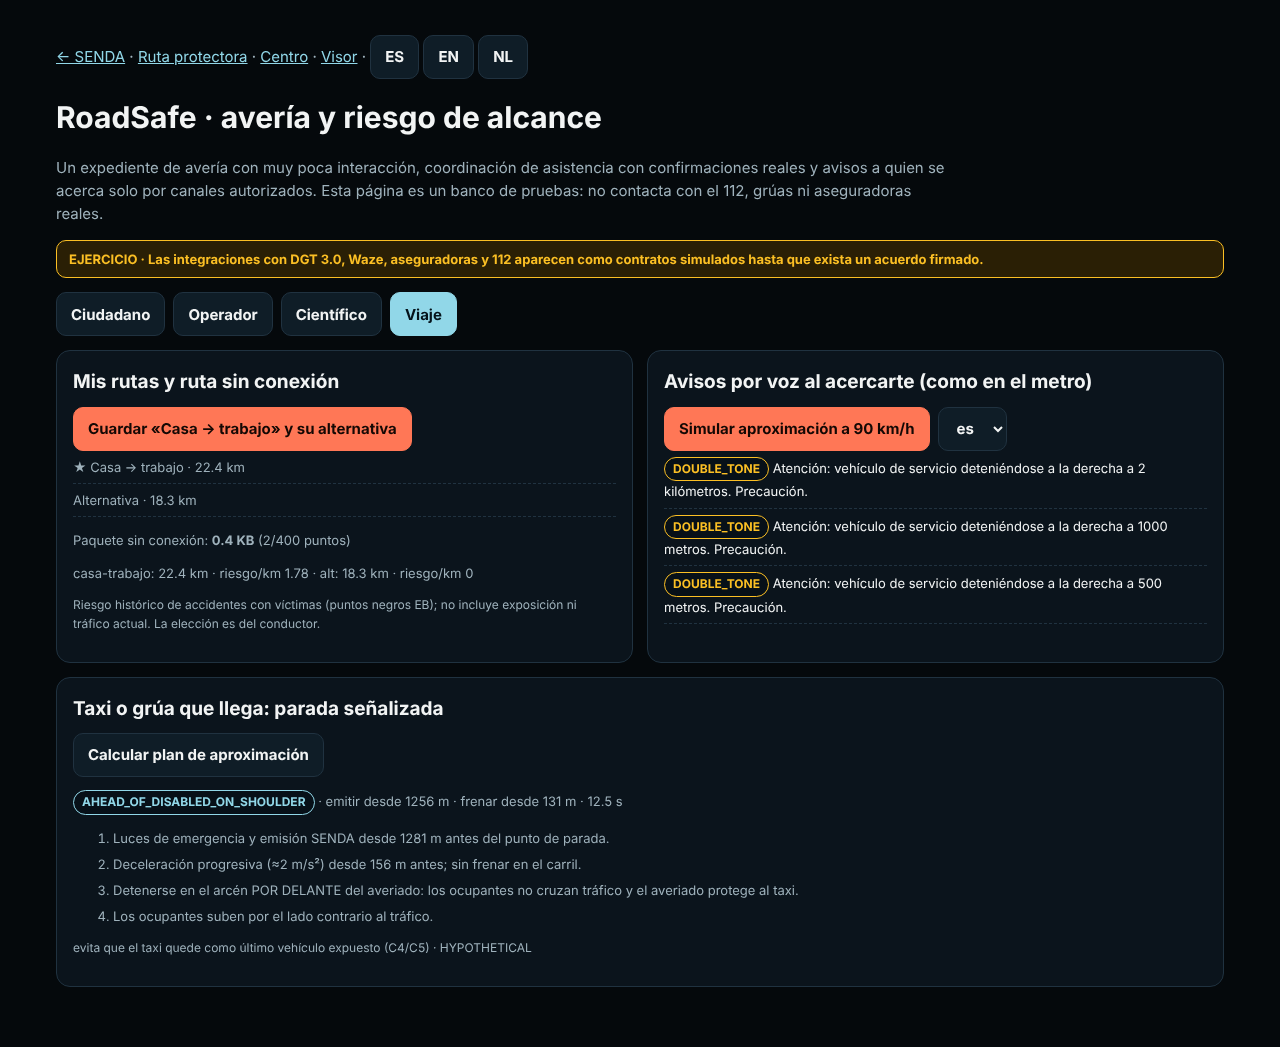 ← SENDA · Ruta protectora · Centro · Visor · ES EN NL
RoadSafe · avería y riesgo de alcance
Un expediente de avería con muy poca interacción, coordinación de asistencia con confirmaciones reales y avisos a quien se
acerca solo por canales autorizados. Esta página es un banco de pruebas: no contacta con el 112, grúas ni aseguradoras
reales.
EJERCICIO · Las integraciones con DGT 3.0, Waze, aseguradoras y 112 aparecen como contratos simulados hasta que exista un acuerdo firmado.
Ciudadano Operador Científico Viaje
Mis rutas y ruta sin conexión
Guardar «Casa → trabajo» y su alternativa
★ Casa → trabajo · 22.4 km
Alternativa · 18.3 km
Paquete sin conexión: 0.4 KB (2/400 puntos)
casa-trabajo: 22.4 km · riesgo/km 1.78 · alt: 18.3 km · riesgo/km 0
Riesgo histórico de accidentes con víctimas (puntos negros EB); no incluye exposición ni
tráfico actual. La elección es del conductor.
Avisos por voz al acercarte (como en el metro)
Simular aproximación a 90 km/h es
DOUBLE_TONE Atención: vehículo de servicio deteniéndose a la derecha a 2
kilómetros. Precaución.
DOUBLE_TONE Atención: vehículo de servicio deteniéndose a la derecha a 1000
metros. Precaución.
DOUBLE_TONE Atención: vehículo de servicio deteniéndose a la derecha a 500
metros. Precaución.
Taxi o grúa que llega: parada señalizada
Calcular plan de aproximación
AHEAD_OF_DISABLED_ON_SHOULDER · emitir desde 1256 m · frenar desde 131 m · 12.5 s
1. Luces de emergencia y emisión SENDA desde 1281 m antes del punto de parada.
2. Deceleración progresiva (≈2 m/s²) desde 156 m antes; sin frenar en el carril.
3. Detenerse en el arcén POR DELANTE del averiado: los ocupantes no cruzan tráfico y el averiado protege al taxi.
4. Los ocupantes suben por el lado contrario al tráfico.
evita que el taxi quede como último vehículo expuesto (C4/C5) · HYPOTHETICAL